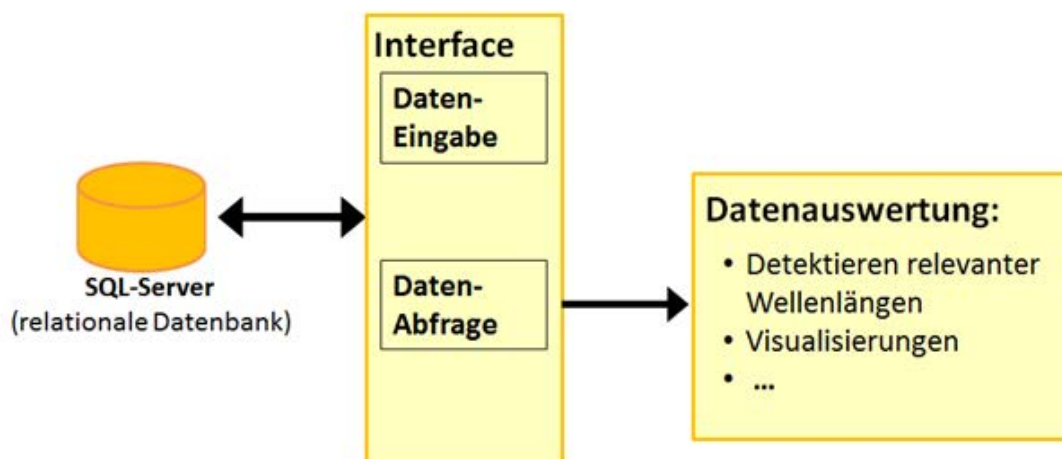 Interface
Daten-
Eingabe
SQL-Server
(relationale Datenbank)
Daten-
Abfrage
Datenauswertung:
• Detektieren relevanter
Wellenlängen
• Visualisierungen
• ...